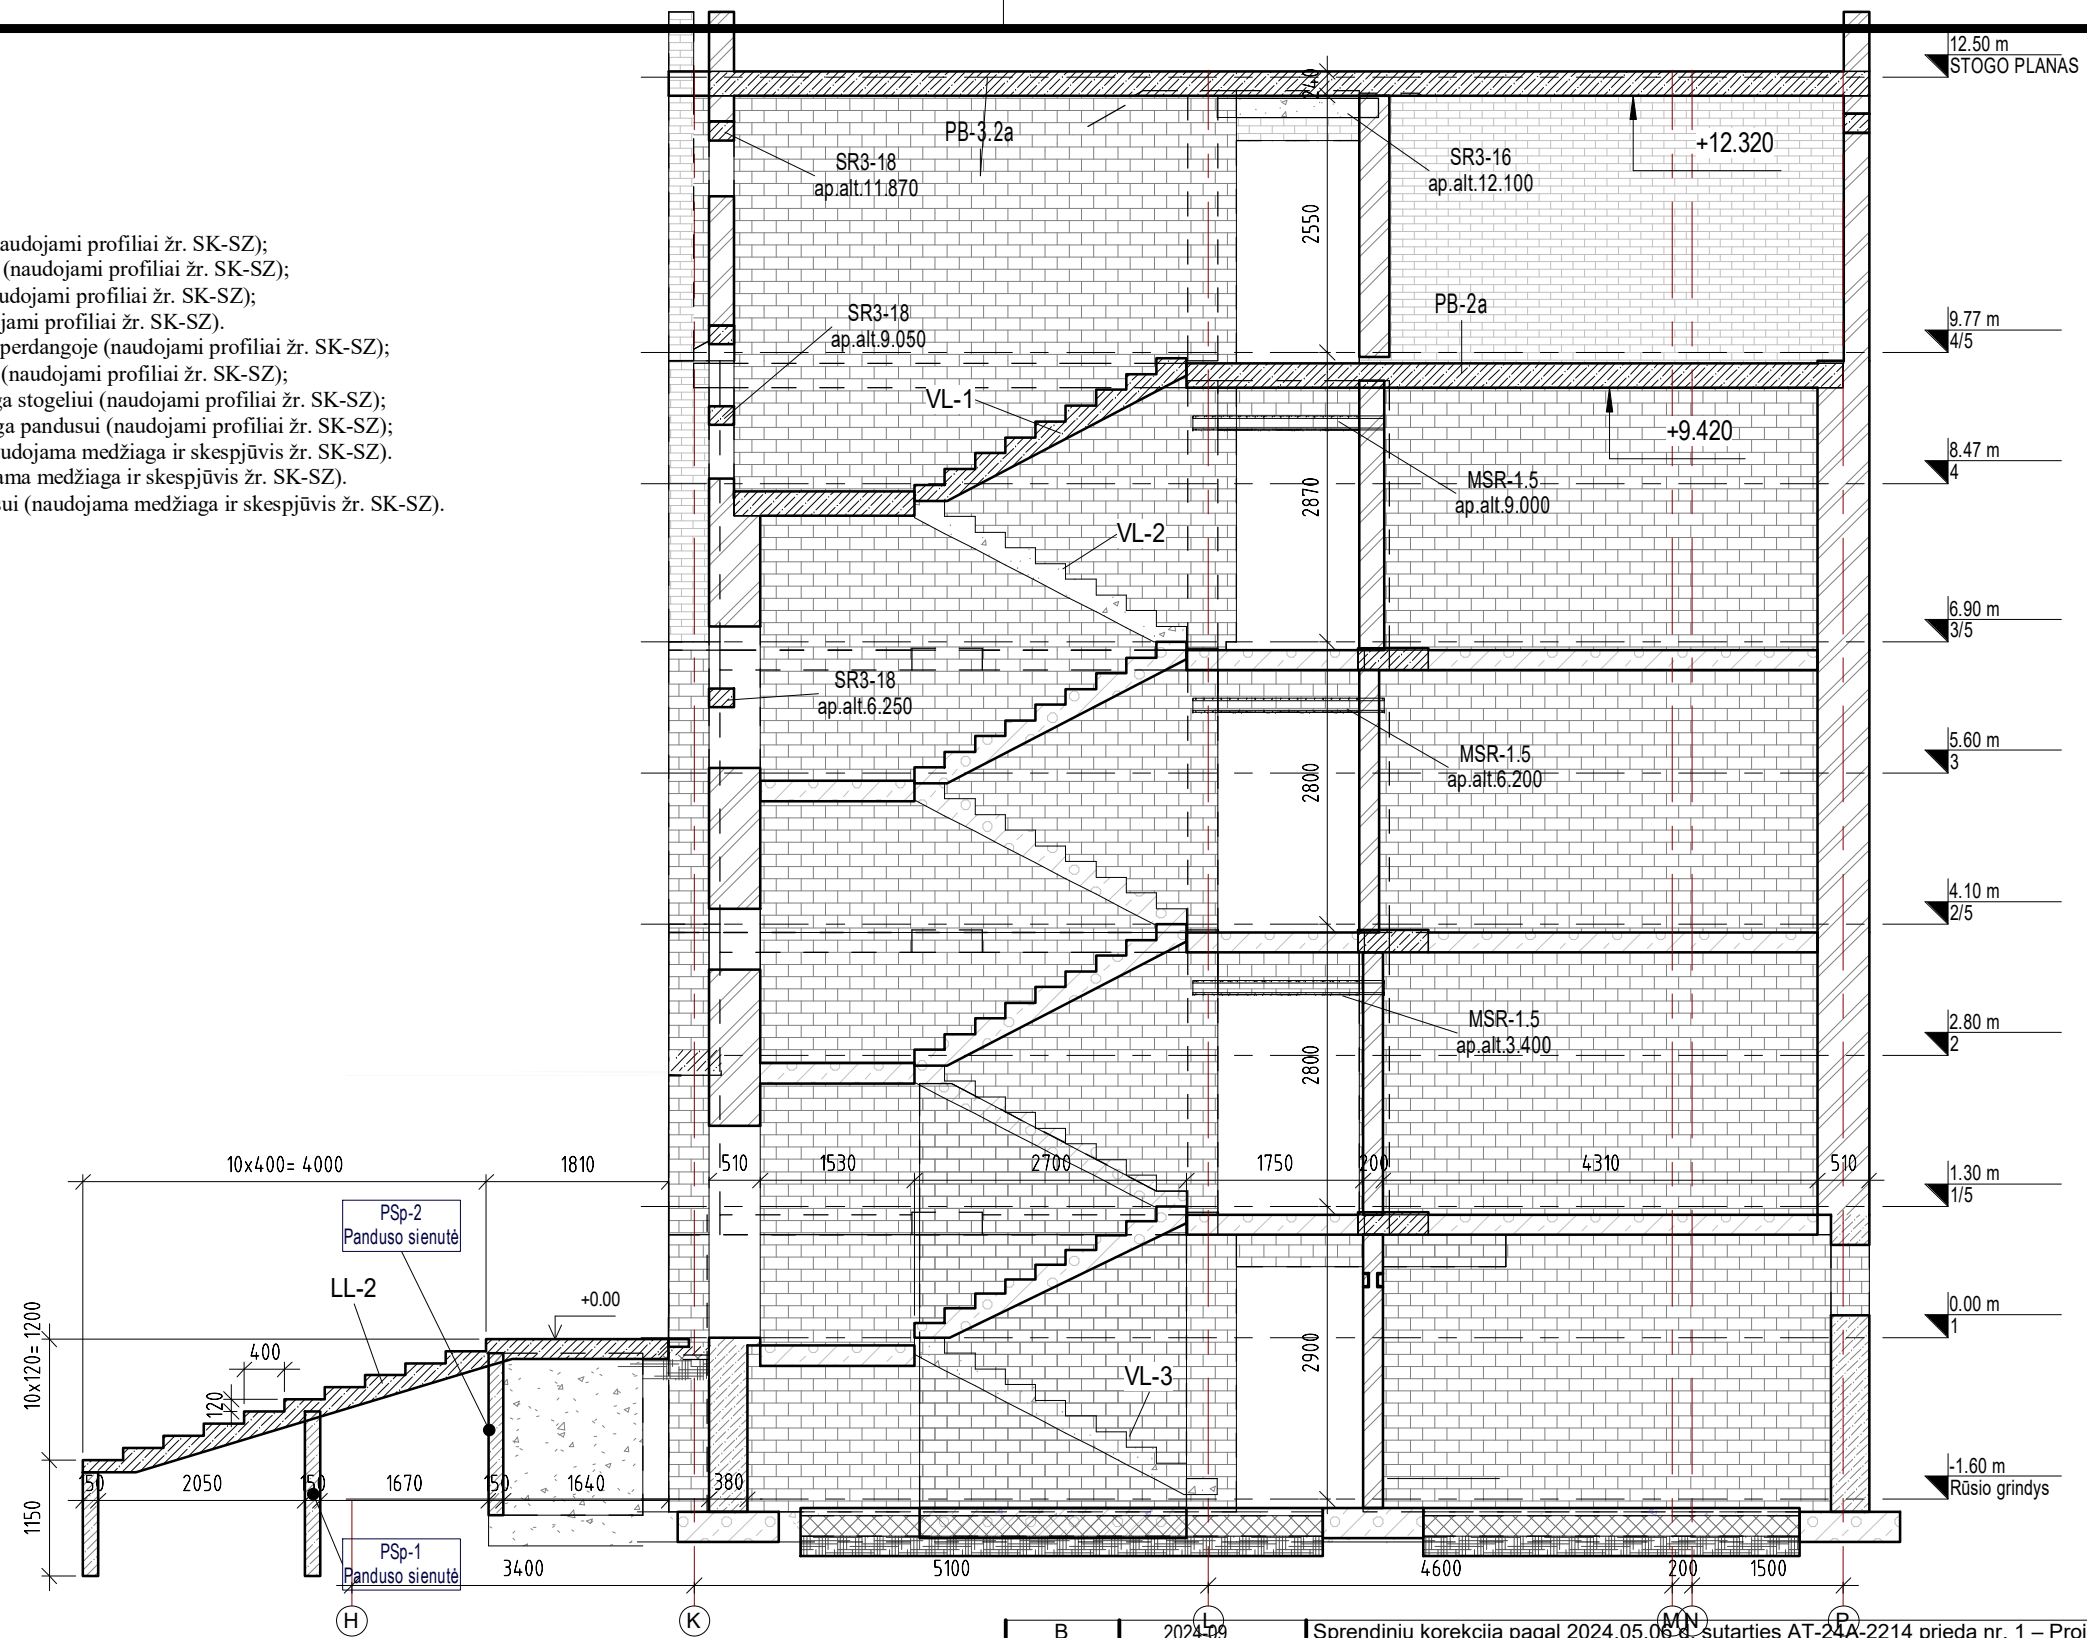 12.50 m
STOGO PLANAS
240
PB-3.2a
+12.320
SR3-18
ap.alt.11.870
SR3-16
ap.alt.12.100
2550
audojami profiliai žr. SK-SZ);
(naudojami profiliai žr. SK-SZ);
udojami profiliai žr. SK-SZ);
jami profiliai žr. SK-SZ).
perdangoje (naudojami profiliai žr. SK-SZ);
(naudojami profiliai žr. SK-SZ);
ga stogeliui (naudojami profiliai žr. SK-SZ);
ga pandusui (naudojami profiliai žr. SK-SZ);
udojama medžiaga ir skespjūvis žr. SK-SZ).
ama medžiaga ir skespjūvis žr. SK-SZ).
sui (naudojama medžiaga ir skespjūvis žr. SK-SZ).
SR3-18
ap.alt.9.050
PB-2a
9.77 m
4/5
VL-1
+9.420
8.47 m
4
MSR-1.5
ap.alt.9.000
2870
VL-2
6.90 m
3/5
SR3-18
ap.alt.6.250
MSR-1.5
ap.alt.6.200
5.60 m
3
2800
4.10 m
2/5
MSR-1.5
ap.alt.3.400
2.80 m
2
2800
10x400= 4000
1810
510
1530
2700
1750
200
4310
510
1.30 m
1/5
PSp-2
Panduso sienutė
LL-2
+0.00
0.00 m
1
10x120= 1200
400
120
2900
VL-3
150
2050
150
1670
150
1640
380
-1.60 m
Rūsio grindys
1150
PSp-1
Panduso sienutė
3400
5100
4600
200
1500
H
K
L
M
N
P
B
2024-09
Sprendinių korekcija pagal 2024.05.06 d. sutarties AT-24A-2214 priedą nr. 1 – Proj